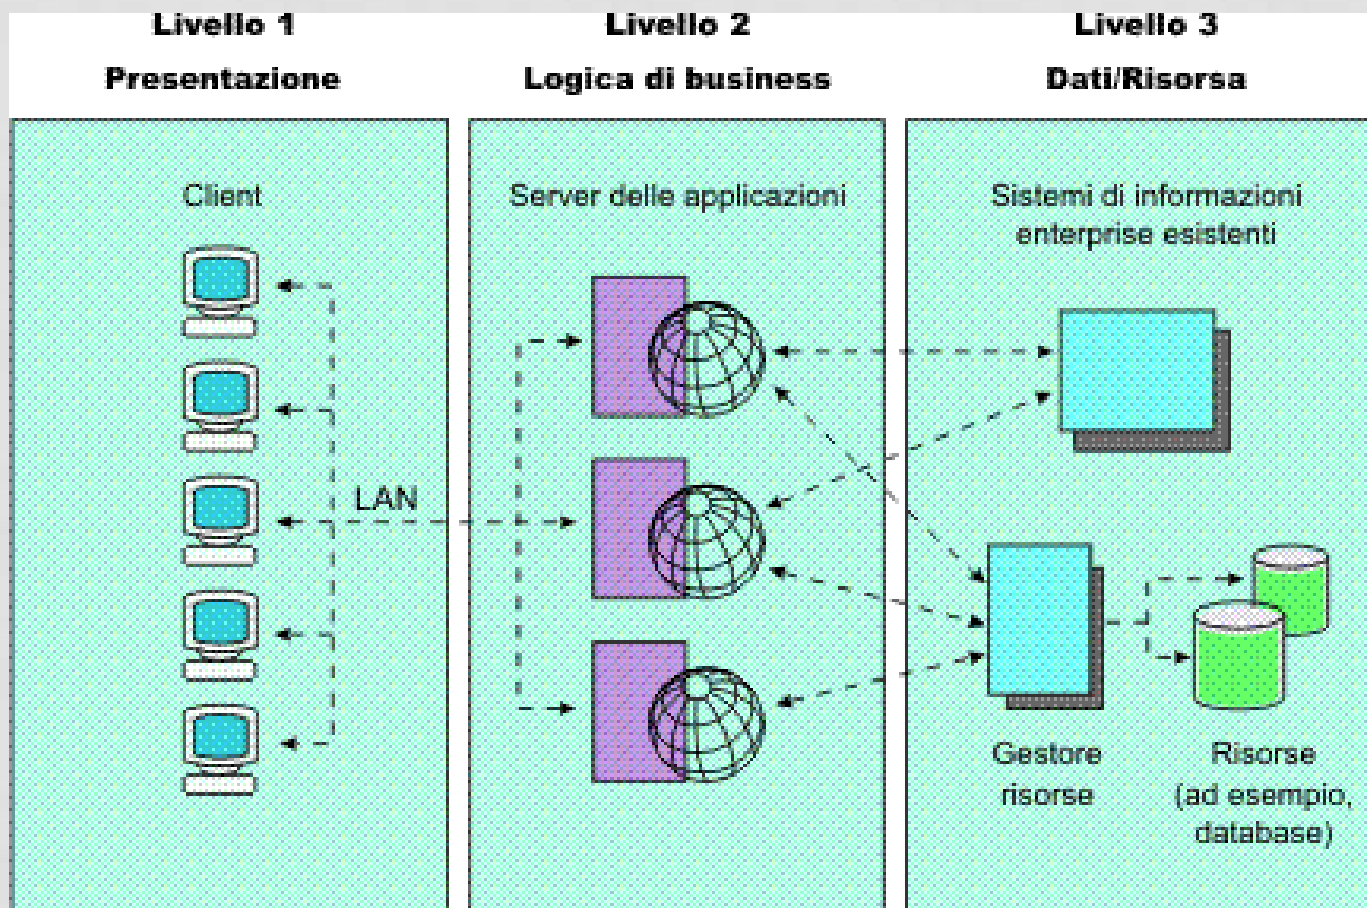 Livello 1
Presentazione
Livello 2
Logica di business
Livello 3
Dati/Risorsa
Client
LAN
Server delle applicazioni
Sistemi di informazioni
enterprise esistenti
Gestore
risorse
Risorse
(ad esempio,
database)